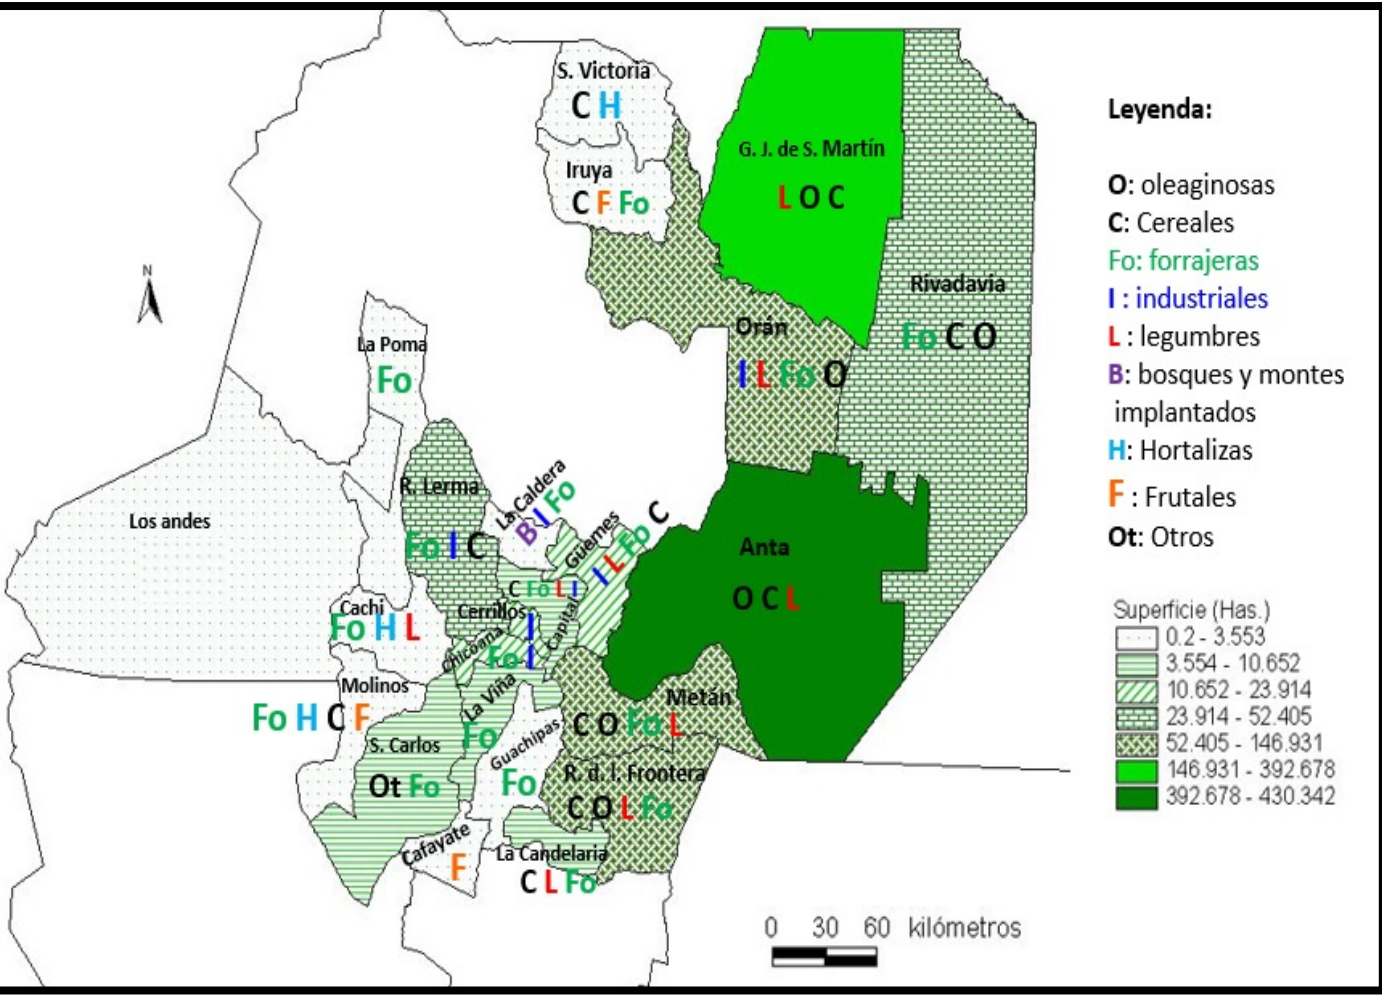 S. Victoria
C H
Iruya
C F Fo
G. J. de S. Martín
L O C
Rivadavia
Fo C O
Orán
I L Fo O
N
La Poma
Fo
Los andes
R. Lerma
Fo I C
La Caldera
B I Fo
Güemes
I L Fo C
Anta
O C L
C Fo L I
Capital
Cerrillos
I
Cachi
Fo H L
Chicoana
Fo I
Molinos
Fo H C F
La Viña
Fo
S. Carlos
Ot Fo
Guachipas
Fo
Metán
C O Fo L
R. d. l. Frontera
C O L Fo
Cafayate
F
La Candelaria
C L Fo
Leyenda:
O: oleaginosas
C: Cereales
Fo: forrajeras
I : industriales
L : legumbres
B: bosques y montes
implantados
H: Hortalizas
F : Frutales
Ot: Otros
Superficie (Has.)
0.2 - 3.553
3.554 - 10.652
10.652 - 23.914
23.914 - 52.405
52.405 - 146.931
146.931 - 392.678
392.678 - 430.342
0 30 60 kilómetros